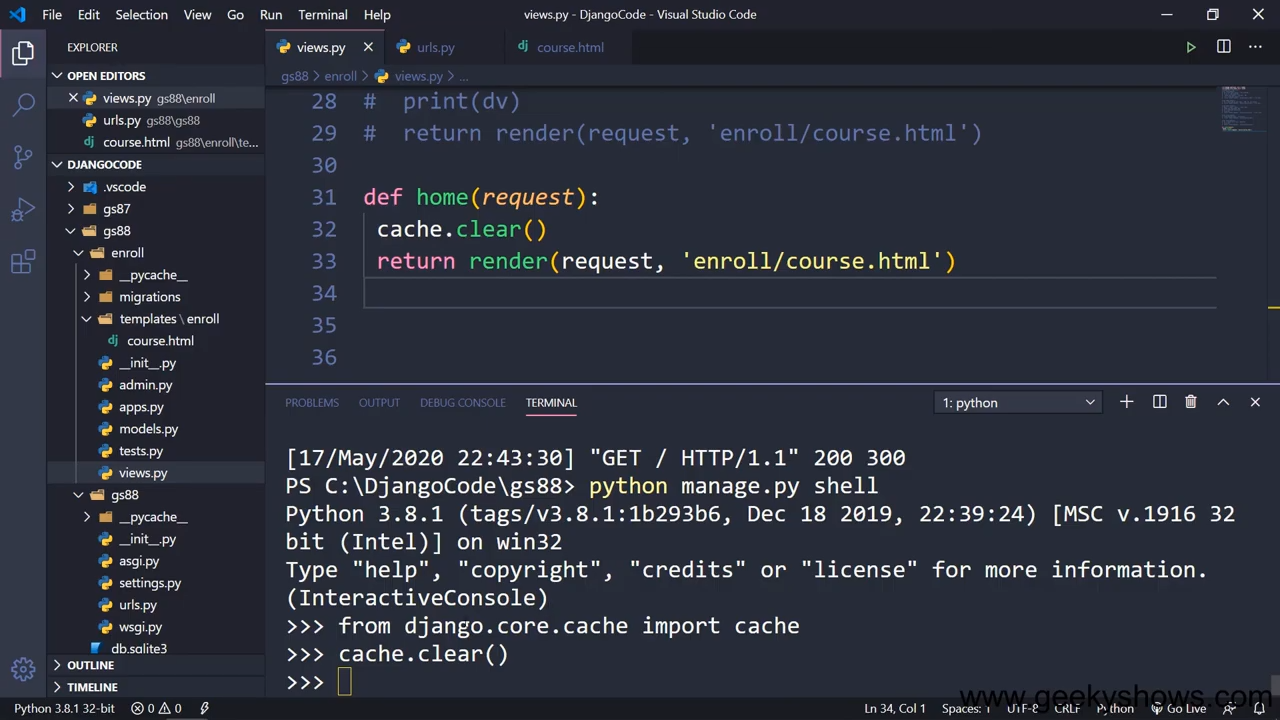 File Edit Selection View Go Run Terminal Help views.py - DjangoCode - Visual Studio Code
EXPLORER
views.py
urls.py
course.html
OPEN EDITORS
gs88 > enroll > views.py > ...
views.py gs88\enroll
urls.py gs88\gs88
course.html gs88\enroll\te...
DJANGOCODE
.vscode
gs87
gs88
enroll
__pycache__
migrations
templates \ enroll
course.html
__init__.py
admin.py
apps.py
models.py
tests.py
views.py
gs88
__pycache__
__init__.py
asgi.py
settings.py
urls.py
wsgi.py
db.sqlite3
OUTLINE
TIMELINE
28 #  print(dv)
29 #  return render(request, 'enroll/course.html')
30
31 def home(request):
32 cache.clear()
33 return render(request, 'enroll/course.html')
34
35
36
PROBLEMS OUTPUT DEBUG CONSOLE TERMINAL 1: python
[17/May/2020 22:43:30] "GET / HTTP/1.1" 200 300
PS C:\DjangoCode\gs88> python manage.py shell
Python 3.8.1 (tags/v3.8.1:1b293b6, Dec 18 2019, 22:39:24) [MSC v.1916 32
bit (Intel)] on win32
Type "help", "copyright", "credits" or "license" for more information.
(InteractiveConsole)
>>> from django.core.cache import cache
>>> cache.clear()
>>>
www.geekyshows.com
Python 3.8.1 32-bit 0 0 Ln 34, Col 1 Spaces: 1 UTF-8 CRLF Python Go Live